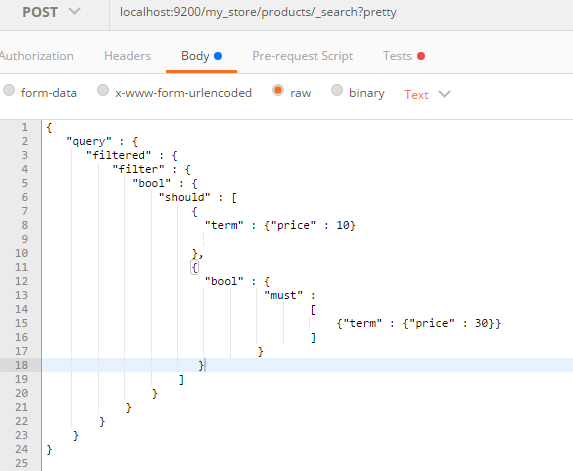 POST localhost:9200/my_store/products/_search?pretty
Authorization Headers Body Pre-request Script Tests
form-data x-www-form-urlencoded raw binary Text
1 {
2 "query" : {
3 "filtered" : {
4 "filter" : {
5 "bool" : {
6 "should" : [
7 {
8 "term" : {"price" : 10}
9
10 },
11 {
12 "bool" : {
13 "must" :
14 [
15 {"term" : {"price" : 30}}
16 ]
17 }
18 }
19 ]
20 }
21 }
22 }
23 }
24 }
25